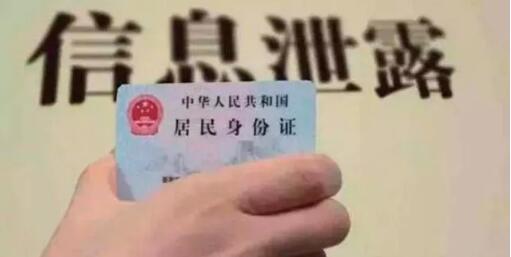 信息泄露
中华人民共和国
居民身份证